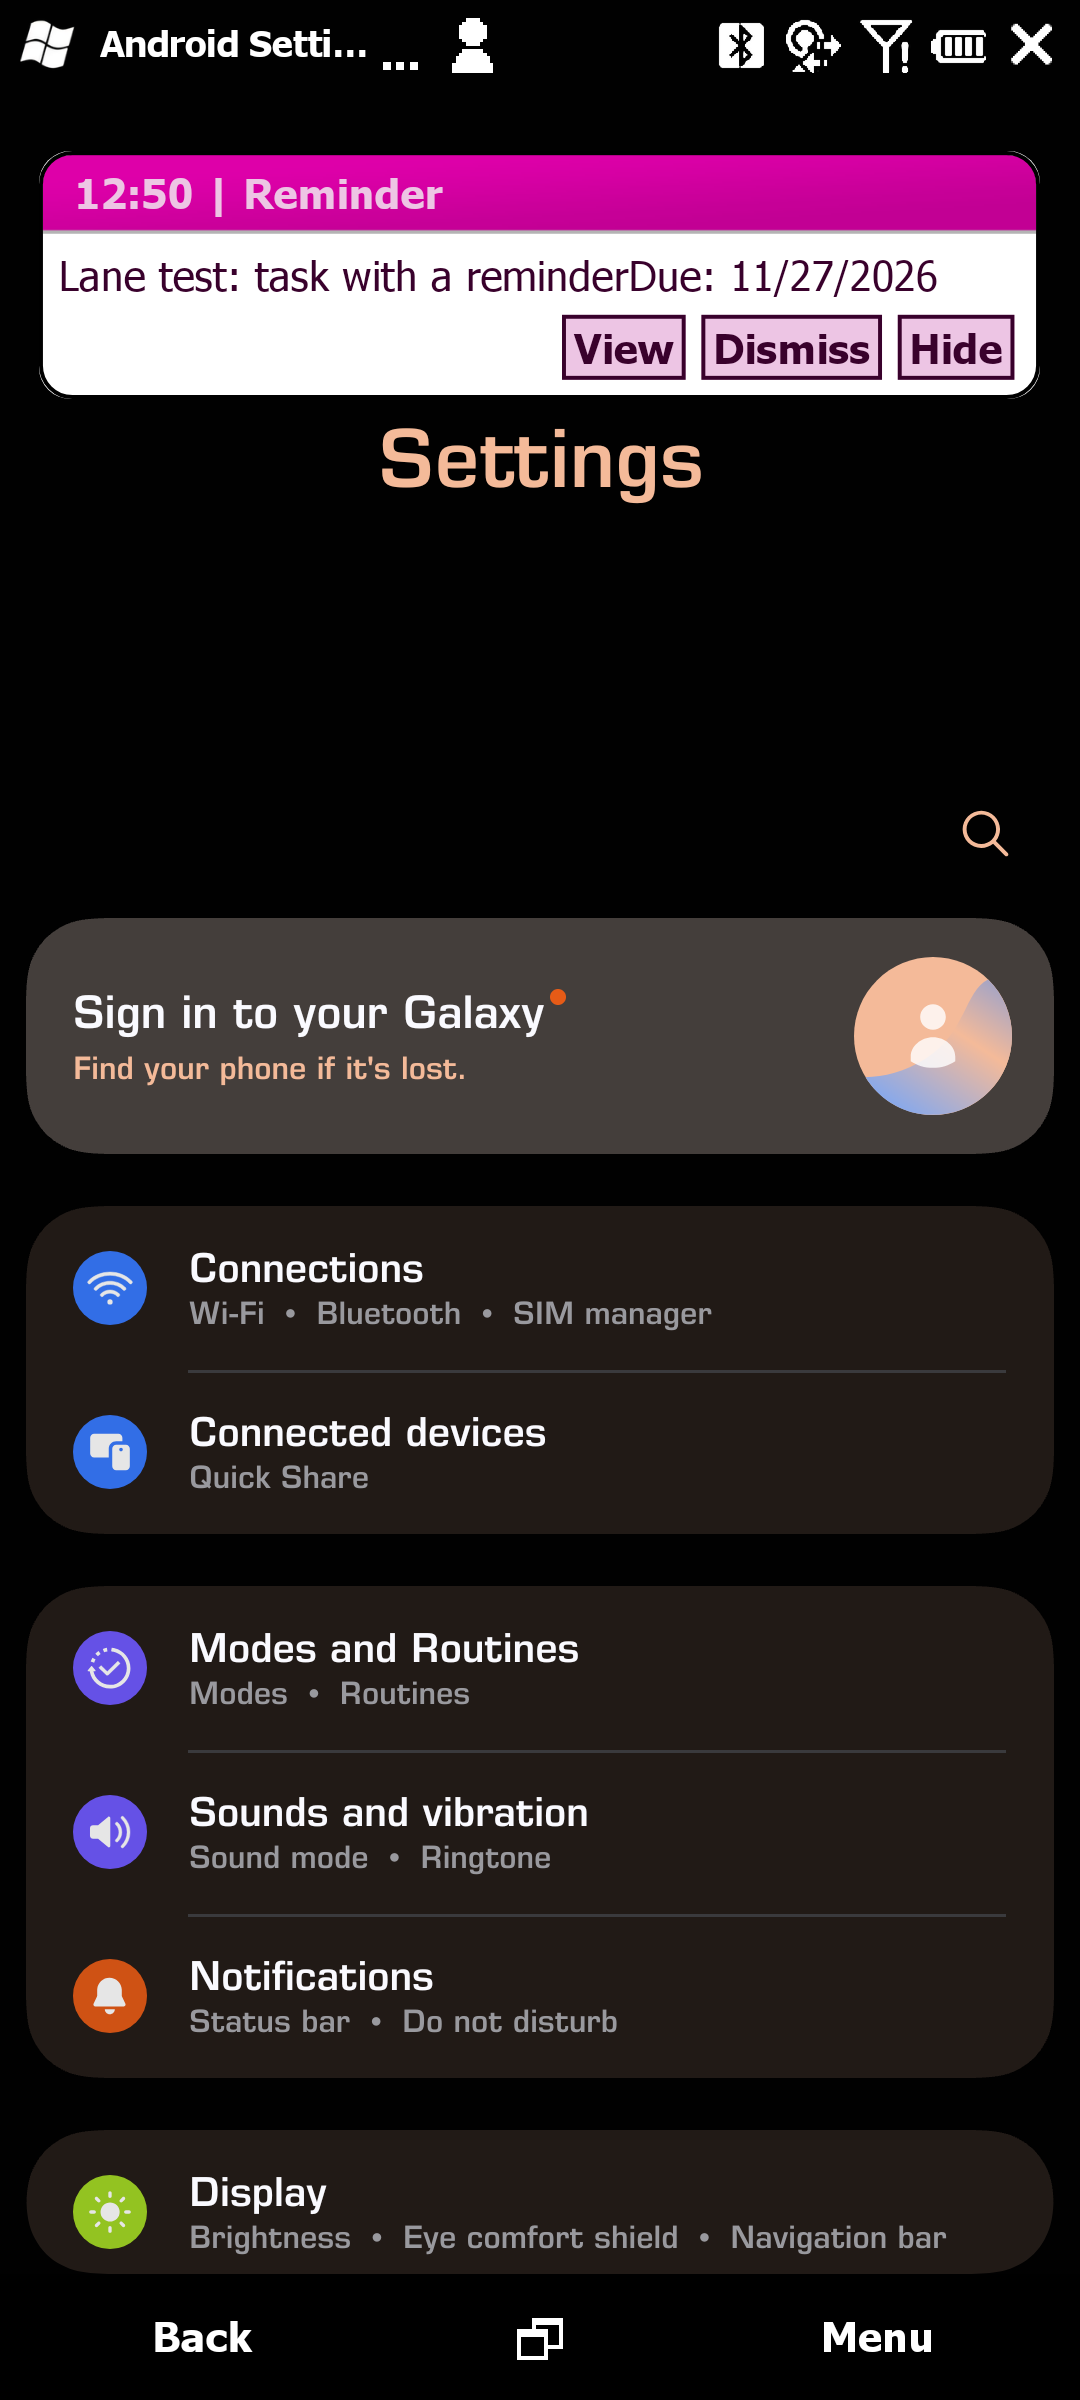 Android Setti... ...
12:50 | Reminder
Lane test: task with a reminderDue: 11/27/2026
View Dismiss Hide
Settings
Sign in to your Galaxy
Find your phone if it's lost.
Connections
Wi-Fi • Bluetooth • SIM manager
Connected devices
Quick Share
Modes and Routines
Modes • Routines
Sounds and vibration
Sound mode • Ringtone
Notifications
Status bar • Do not disturb
Display
Brightness • Eye comfort shield • Navigation bar
Back Menu